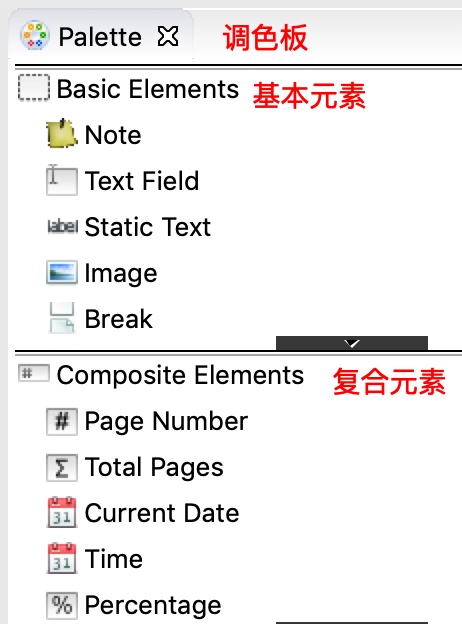 Palette 调色板
Basic Elements 基本元素
Note
Text Field
label Static Text
Image
Break
# Composite Elements 复合元素
# Page Number
Σ Total Pages
31 Current Date
31 Time
% Percentage